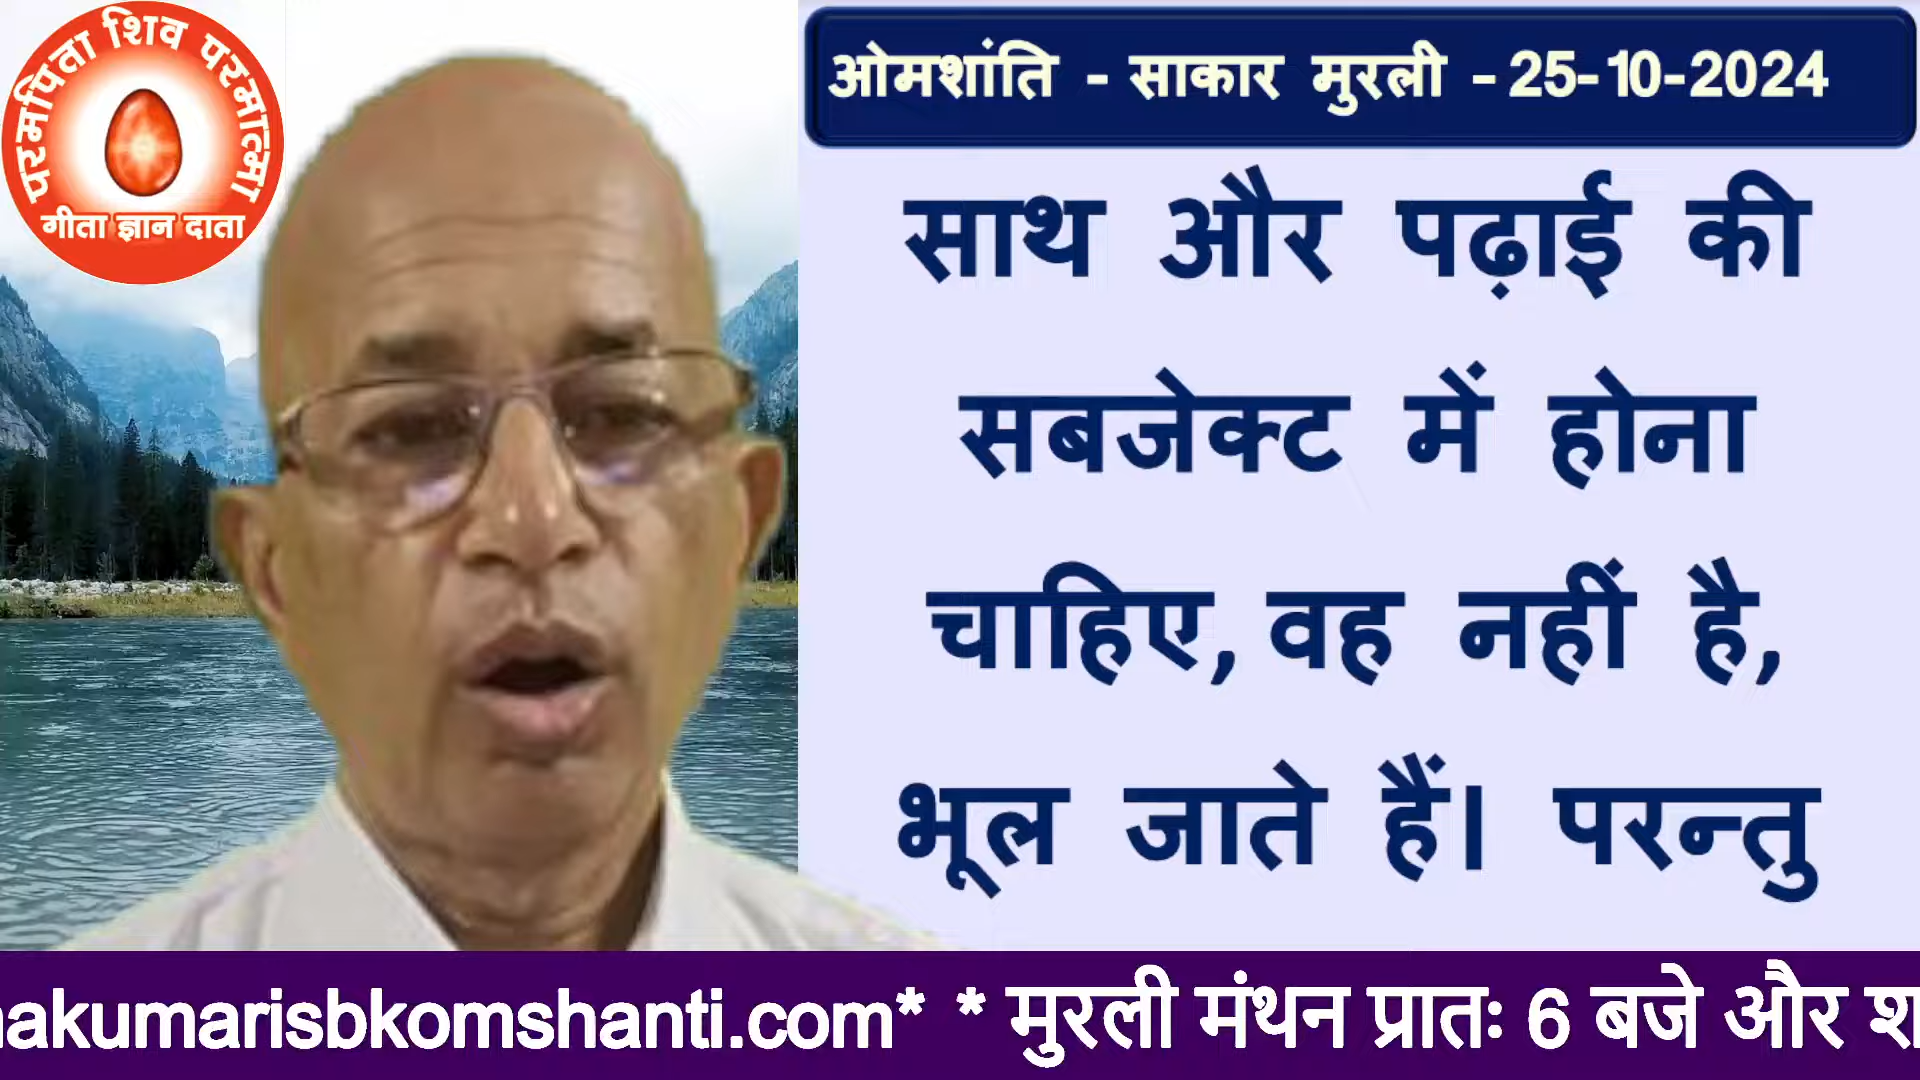 परमपिता शिव परमात्मा
गीता ज्ञान दाता
ओमशांति - साकार मुरली - 25-10-2024
साथ और पढ़ाई की
सबजेक्ट में होना
चाहिए, वह नहीं है,
भूल जाते हैं। परन्तु
akumarisbkomshanti.com* * मुरली मंथन प्रातः 6 बजे और श